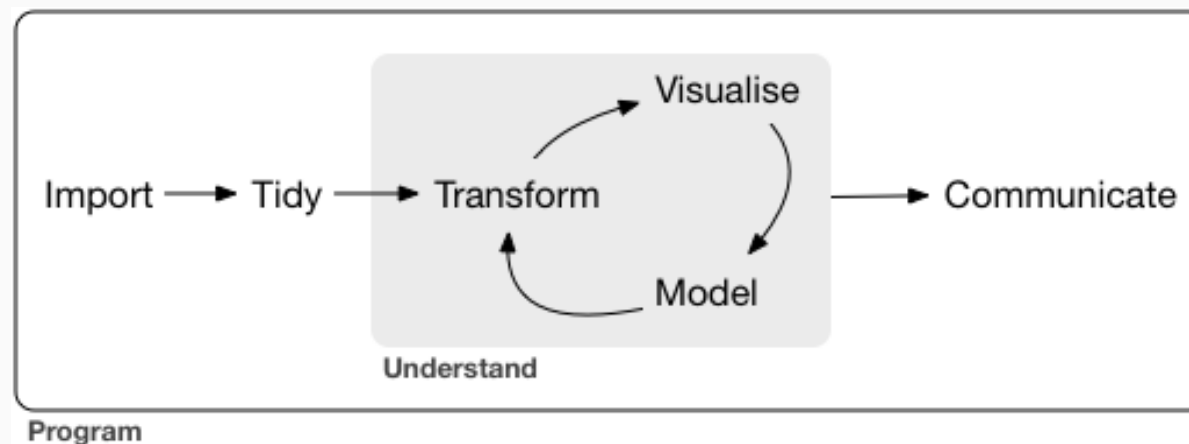 Visualise
Import Tidy Transform Communicate
Model
Understand
Program